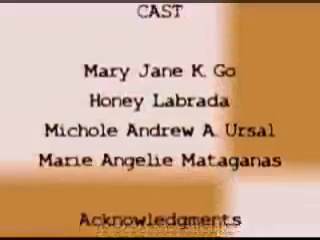 CAST
Mary Jane K. Go
Honey Labrada
Michole Andrew A. Ursal
Marie Angelie Mataganas
Acknowledgments